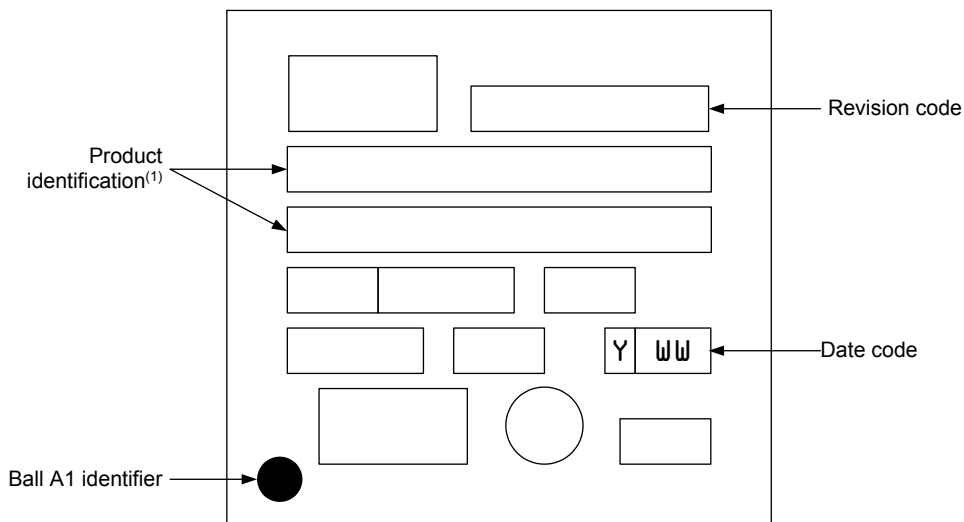 Revision code
Product
identification(1)
Y WW
Date code
Ball A1 identifier